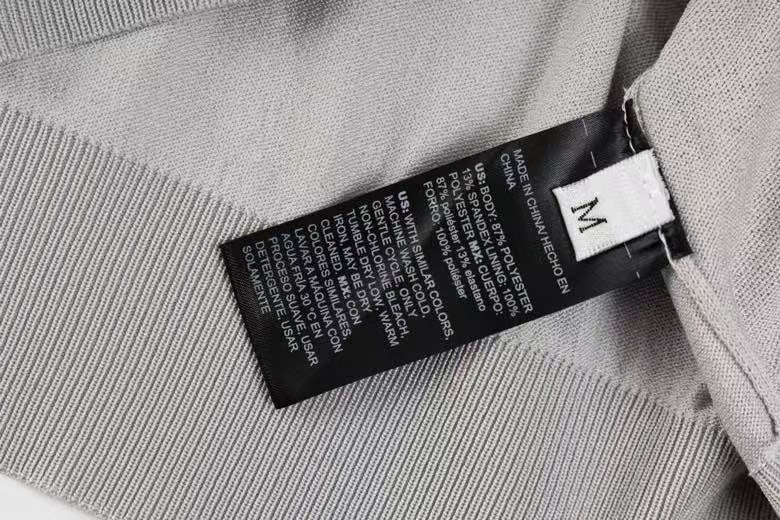 M
MADE IN CHINA/ HECHO EN
CHINA
US: BODY: 87% POLYESTER
13% SPANDEX LINING: 100%
POLYESTER MX: CUERPO:
87% poliéster 13% elastano
FORRO: 100% poliéster
US: WITH SIMILAR COLORS,
MACHINE WASH COLD,
GENTLE CYCLE, ONLY
NON-CHLORINE BLEACH,
TUMBLE DRY LOW, WARM
IRON, MAY BE DRY
CLEANED. MX: CON
COLORES SIMILARES,
LAVAR A MAQUINA CON
AGUA FRIA 30 °C EN
PROCESO SUAVE, USAR
DETERGENTE, USAR
SOLAMENTE